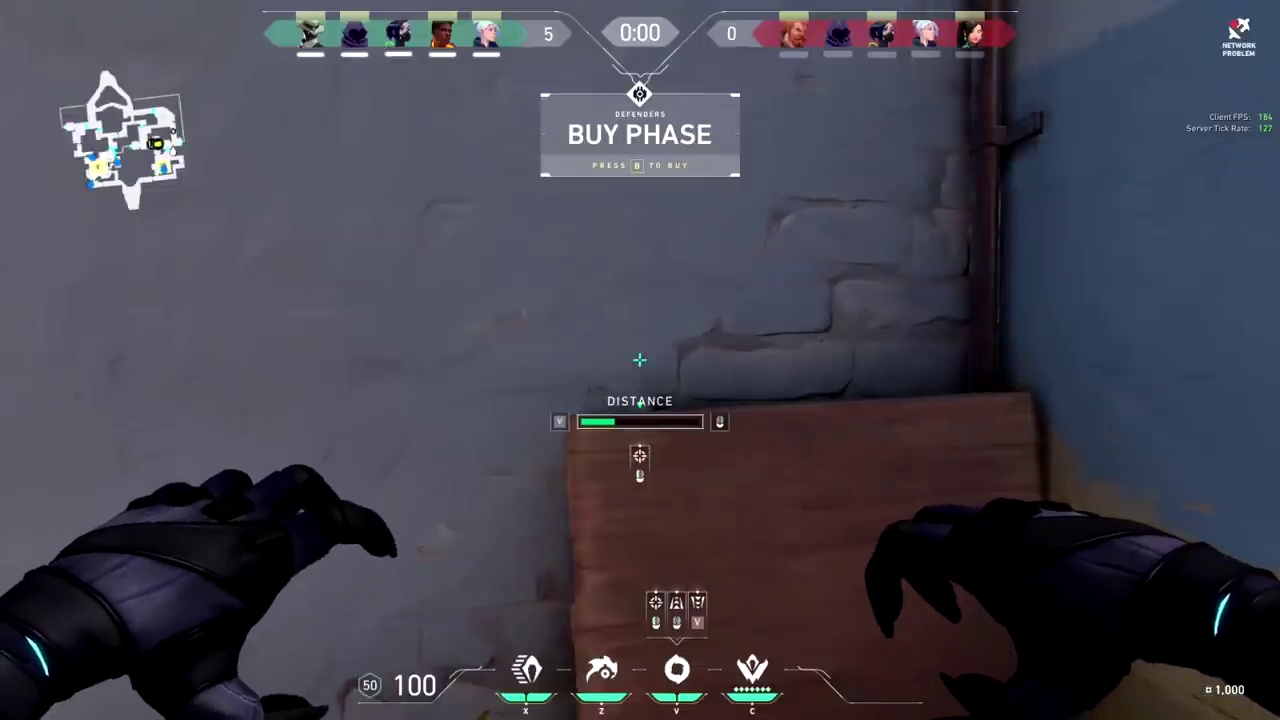 5
0:00
0
NETWORK
PROBLEM
DEFENDERS
BUY PHASE
PRESS B TO BUY
Client FPS: 184
Server Tick Rate: 127
DISTANCE
V
V
50
100
X
Z
V
C
¤ 1,000